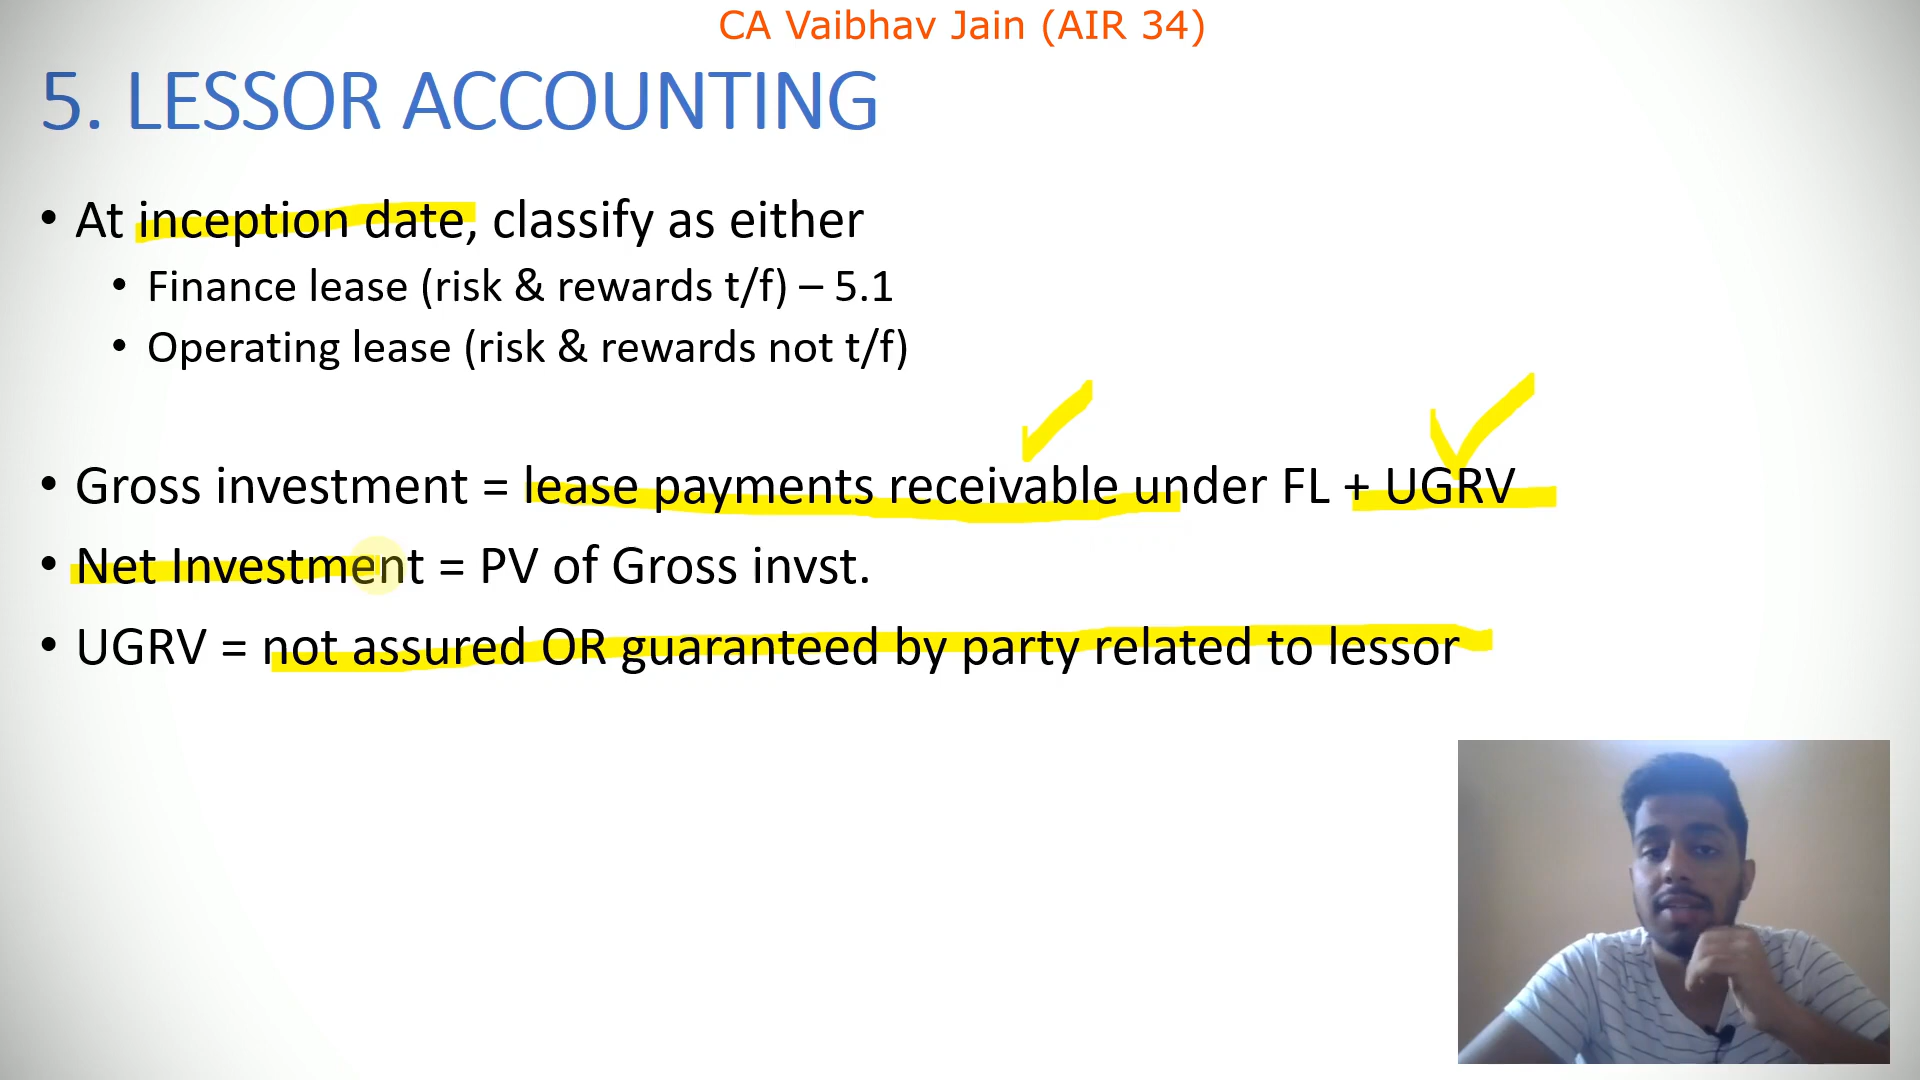 CA Vaibhav Jain (AIR 34)
5. LESSOR ACCOUNTING
• At inception date, classify as either
• Finance lease (risk & rewards t/f) – 5.1
• Operating lease (risk & rewards not t/f)
• Gross investment = lease payments receivable under FL + UGRV
• Net Investment = PV of Gross invst.
• UGRV = not assured OR guaranteed by party related to lessor